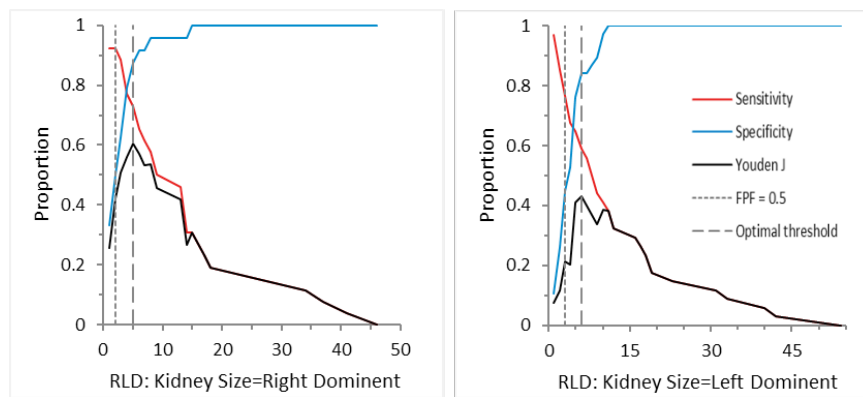 Proportion
1
0.8
0.6
0.4
0.2
0
0 10 20 30 40 50
RLD: Kidney Size=Right Dominent
Proportion
1
0.8
0.6
0.4
0.2
0
0 15 30 45
RLD: Kidney Size=Left Dominent
Sensitivity
Specificity
Youden J
FPF = 0.5
Optimal threshold